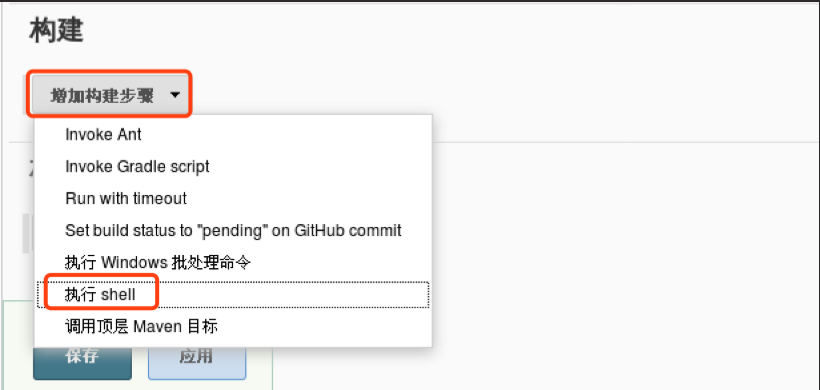 构建
增加构建步骤
Invoke Ant
Invoke Gradle script
Run with timeout
Set build status to "pending" on GitHub commit
执行 Windows 批处理命令
执行 shell
调用顶层 Maven 目标
保存
应用